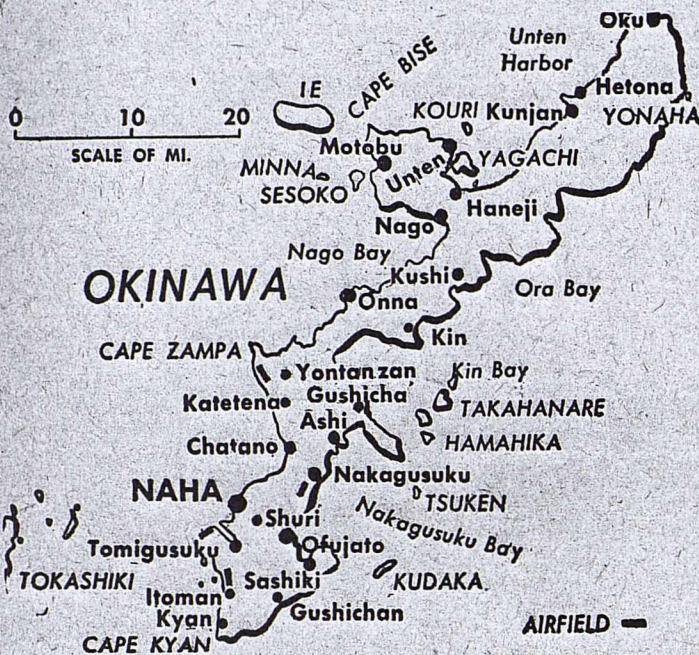 Oku
Unten
Harbor
Hetona
IE
CAPE BISE
KOURI
Kunjan
YONAHA
0 10 20
SCALE OF MI.
Motobu
MINNA
SESOKO
Unten
YAGACHI
Haneji
Nago
Nago Bay
Kushi
OKINAWA
Onna
Ora Bay
Kin
CAPE ZAMPA
Yontanzan
Kin Bay
Katetena
Gushicha
TAKAHANARE
Ashi
HAMAHIKA
Chatano
Nakagusuku
NAHA
TSUKEN
Shuri
Nakagusuku Bay
Tomigusuku
Ofujato
TOKASHIKI
Sashiki
KUDAKA
Itoman
Gushichan
Kyan
CAPE KYAN
AIRFIELD